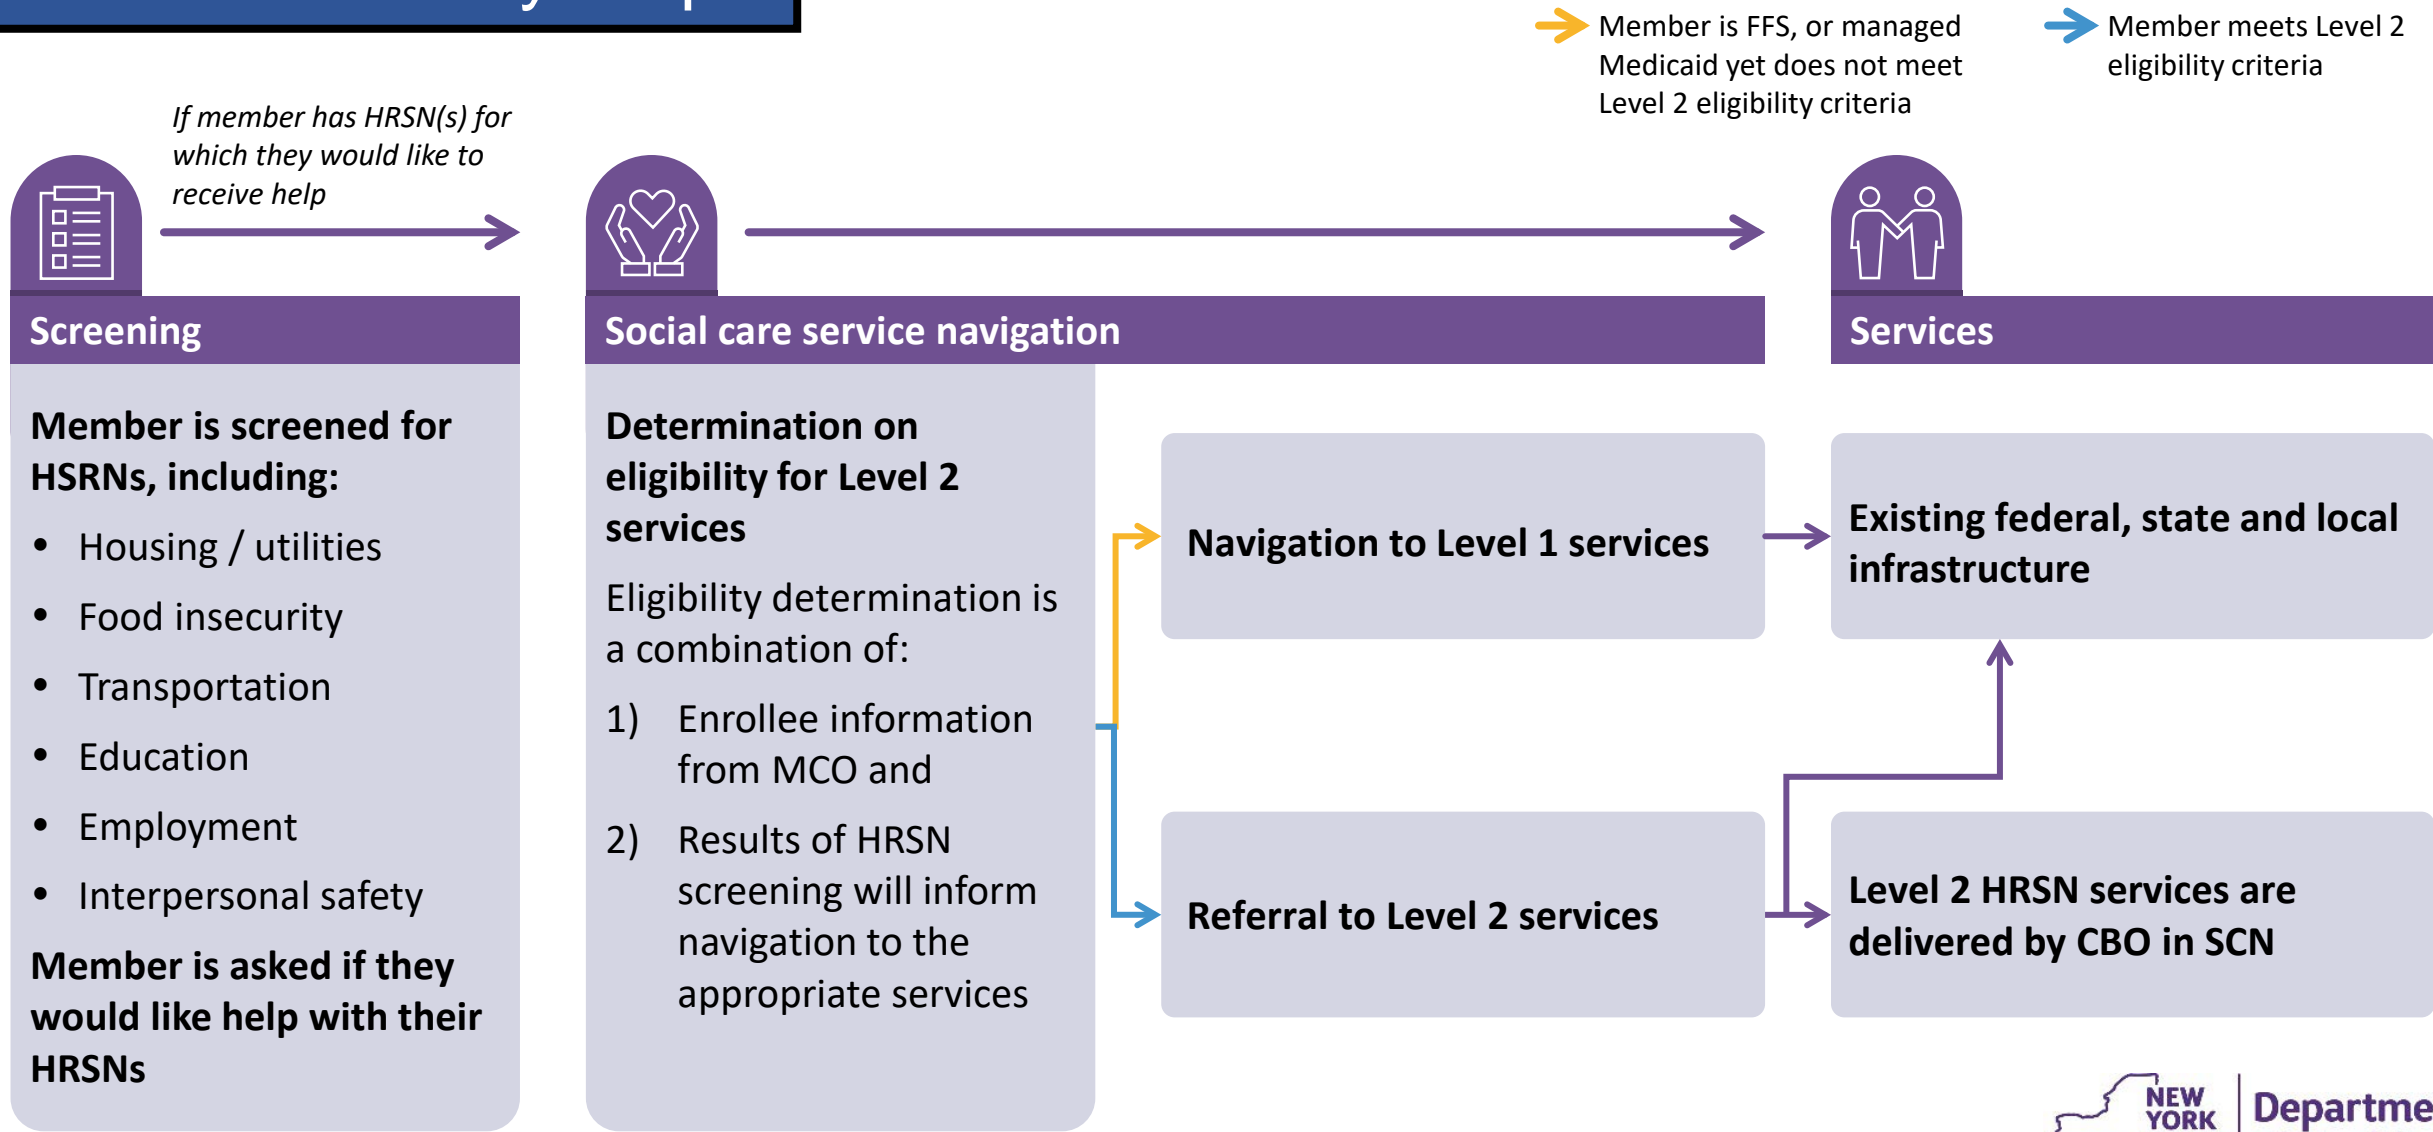 Member is FFS, or managed
Medicaid yet does not meet
Level 2 eligibility criteria
Member meets Level 2
eligibility criteria
If member has HRSN(s) for
which they would like to
receive help
Screening
Member is screened for
HSRNs, including:
• Housing / utilities
• Food insecurity
• Transportation
• Education
• Employment
• Interpersonal safety
Member is asked if they
would like help with their
HRSNs
Social care service navigation
Determination on
eligibility for Level 2
services
Eligibility determination is
a combination of:
1) Enrollee information
from MCO and
2) Results of HRSN
screening will inform
navigation to the
appropriate services
Navigation to Level 1 services
Referral to Level 2 services
Services
Existing federal, state and local
infrastructure
Level 2 HRSN services are
delivered by CBO in SCN
NEW
YORK
Departme